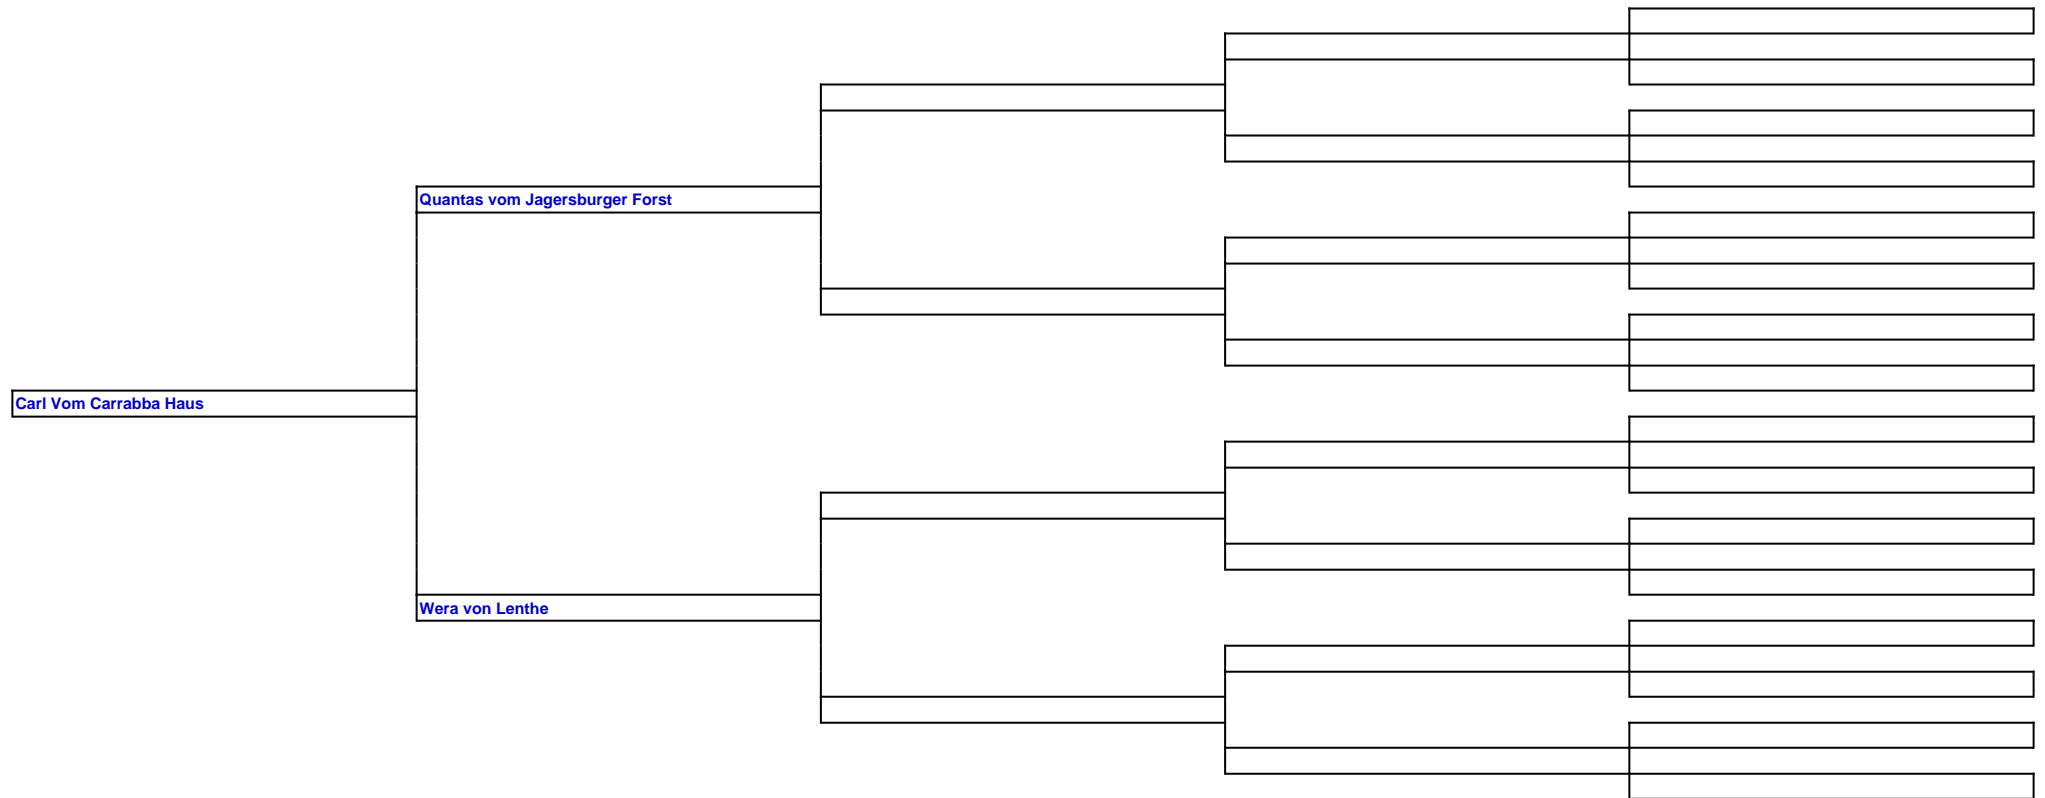 Quantas vom Jagersburger Forst
Carl Vom Carrabba Haus
Wera von Lenthe